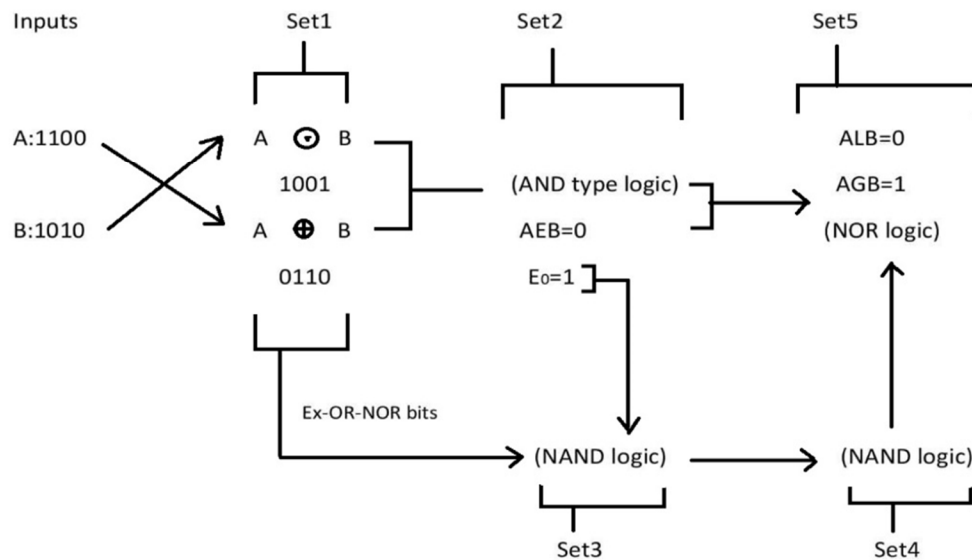 Inputs Set1 Set2 Set5
A:1100 A ⊙ B ALB=0
1001 (AND type logic) AGB=1
B:1010 A ⊕ B AEB=0 (NOR logic)
0110 E₀=1
Ex-OR-NOR bits
(NAND logic) (NAND logic)
Set3 Set4